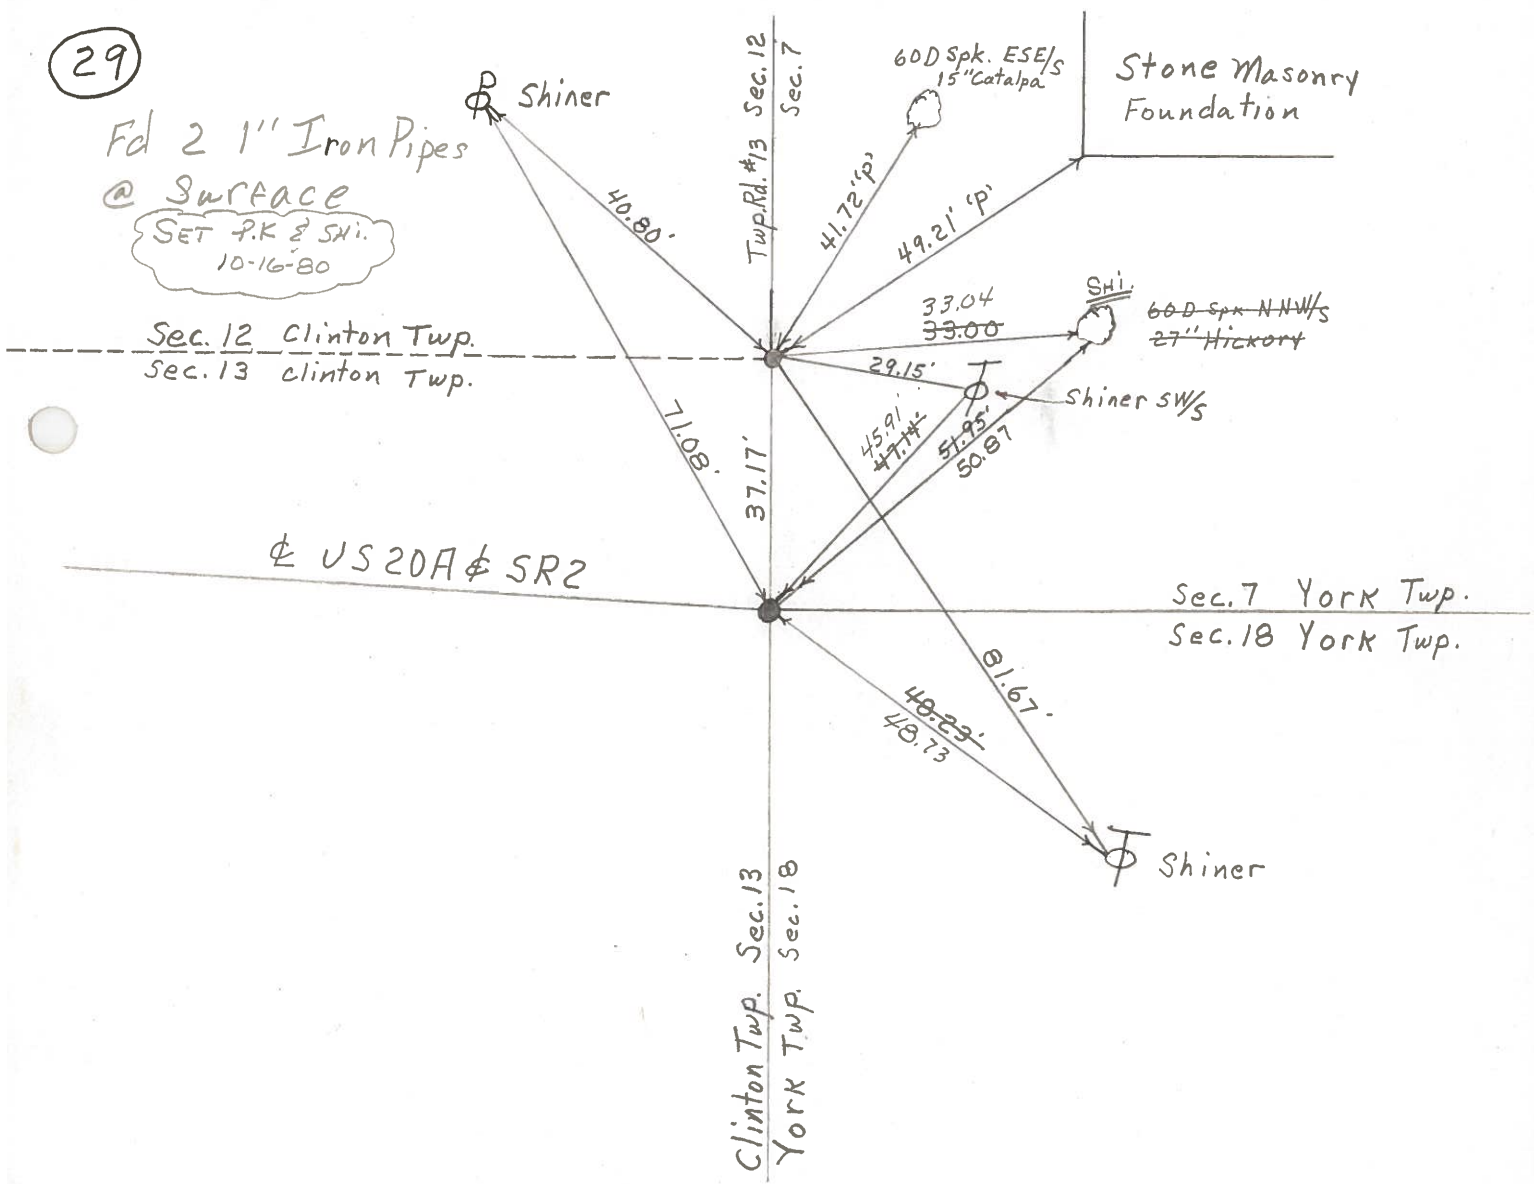 29
Fd 2 1" Iron Pipes
@ Surface
SET P.K & SHI.
10-16-80
Shiner
Twp.Rd.#13 Sec.12
Sec.7
60D Spk. ESE/S
15" Catalpa
Stone Masonry
Foundation
40.80'
41.72 "p'
49.21' 'p'
Sec.12 Clinton Twp.
Sec.13 Clinton Twp.
33.04
33.00
SHI.
60D Spk NNW/S
27" Hickory
29.15'
Shiner SW/S
71.08'
37.17'
45.91'
47.14'
51.95'
50.87
℄ US20A ₵ SR2
Sec.7 York Twp.
Sec.18 York Twp.
81.67'
48.23'
48.73
Shiner
Clinton Twp. Sec.13
York Twp. Sec.18